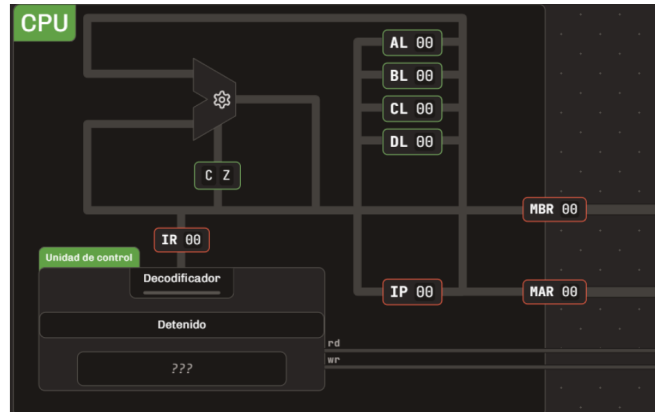 CPU
AL 00
BL 00
CL 00
DL 00
C Z
MBR 00
IR 00
Unidad de control
Decodificador
IP 00
MAR 00
Detenido
rd
wr
???